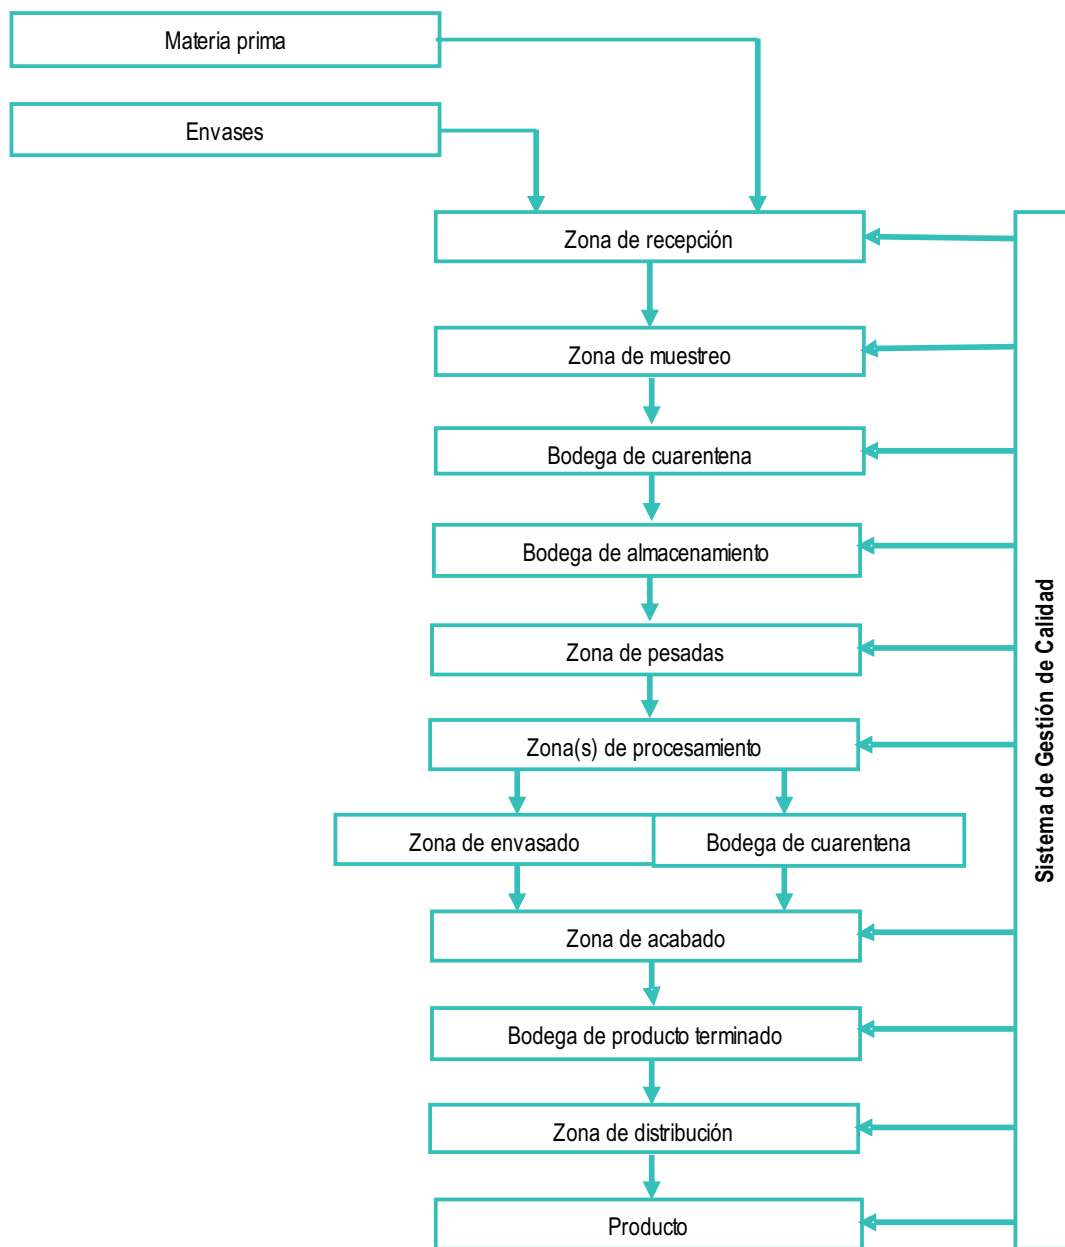 Materia prima
Envases
Zona de recepción
Zona de muestreo
Bodega de cuarentena
Bodega de almacenamiento
Zona de pesadas
Zona(s) de procesamiento
Zona de envasado
Bodega de cuarentena
Zona de acabado
Bodega de producto terminado
Zona de distribución
Producto
Sistema de Gestión de Calidad